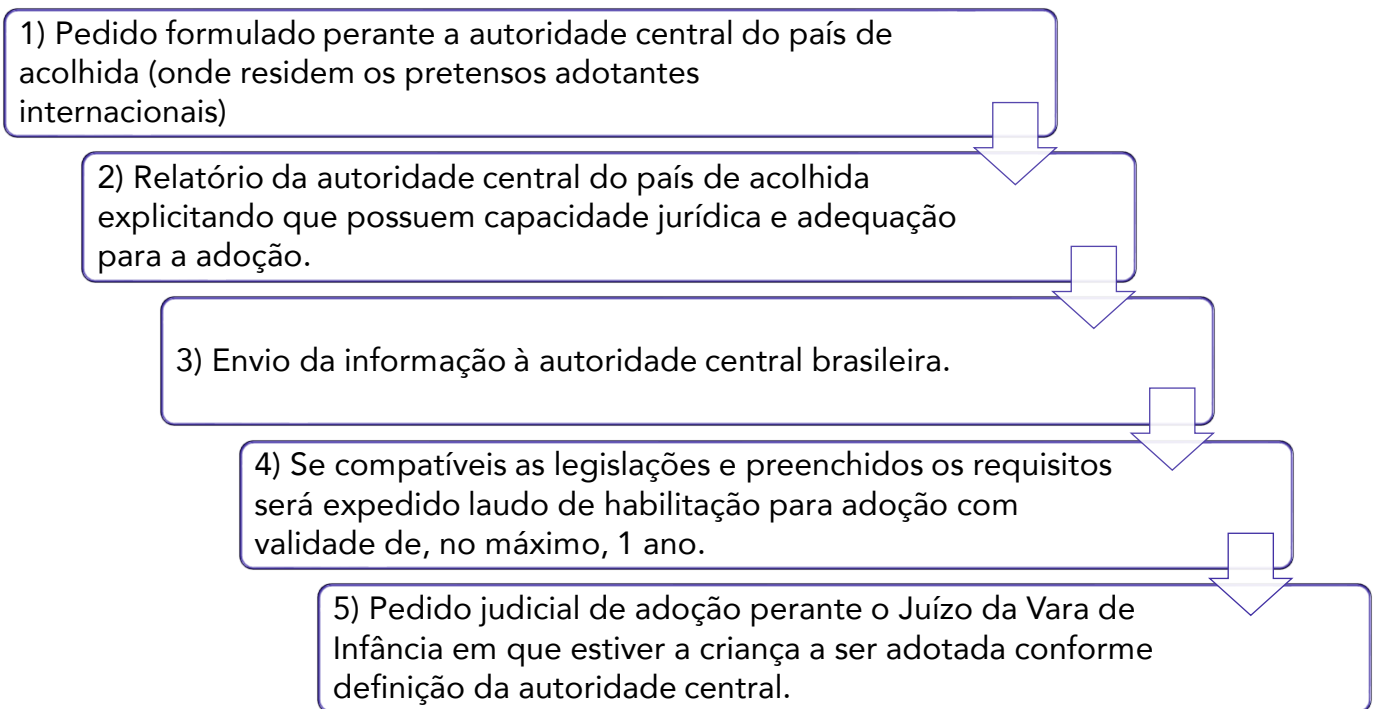 1) Pedido formulado perante a autoridade central do país de
acolhida (onde residem os pretensos adotantes
internacionais)
2) Relatório da autoridade central do país de acolhida
explicitando que possuem capacidade jurídica e adequação
para a adoção.
3) Envio da informação à autoridade central brasileira.
4) Se compatíveis as legislações e preenchidos os requisitos
será expedido laudo de habilitação para adoção com
validade de, no máximo, 1 ano.
5) Pedido judicial de adoção perante o Juízo da Vara de
Infância em que estiver a criança a ser adotada conforme
definição da autoridade central.